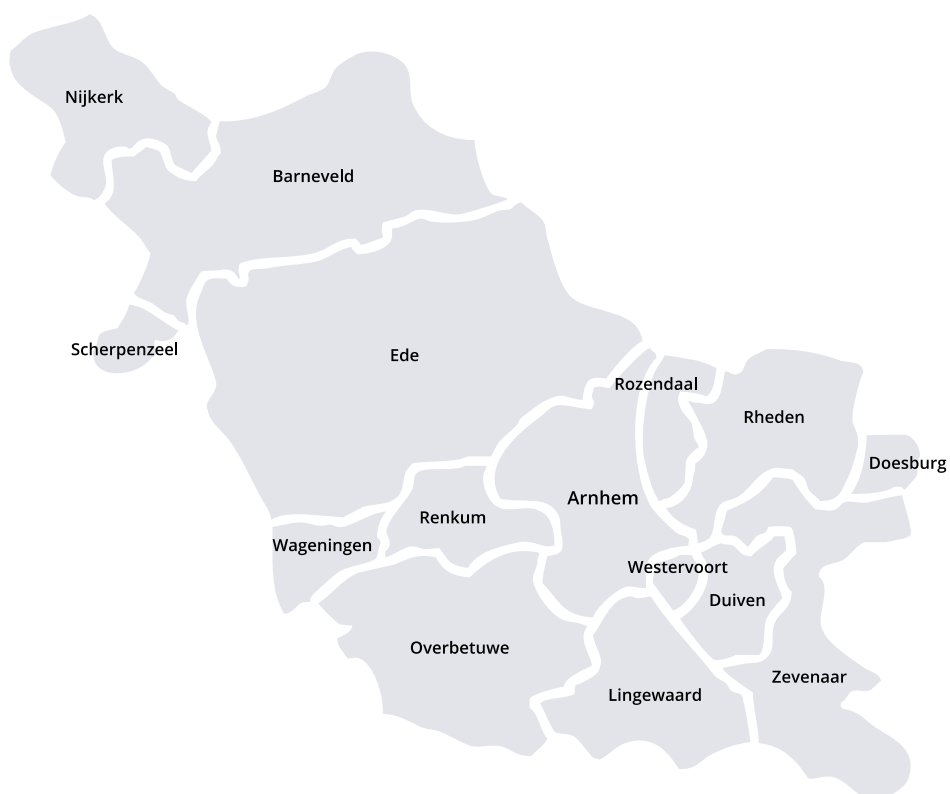 Nijkerk
Barneveld
Scherpenzeel
Ede
Rozendaal
Rheden
Doesburg
Arnhem
Renkum
Wageningen
Westervoort
Duiven
Overbetuwe
Zevenaar
Lingewaard